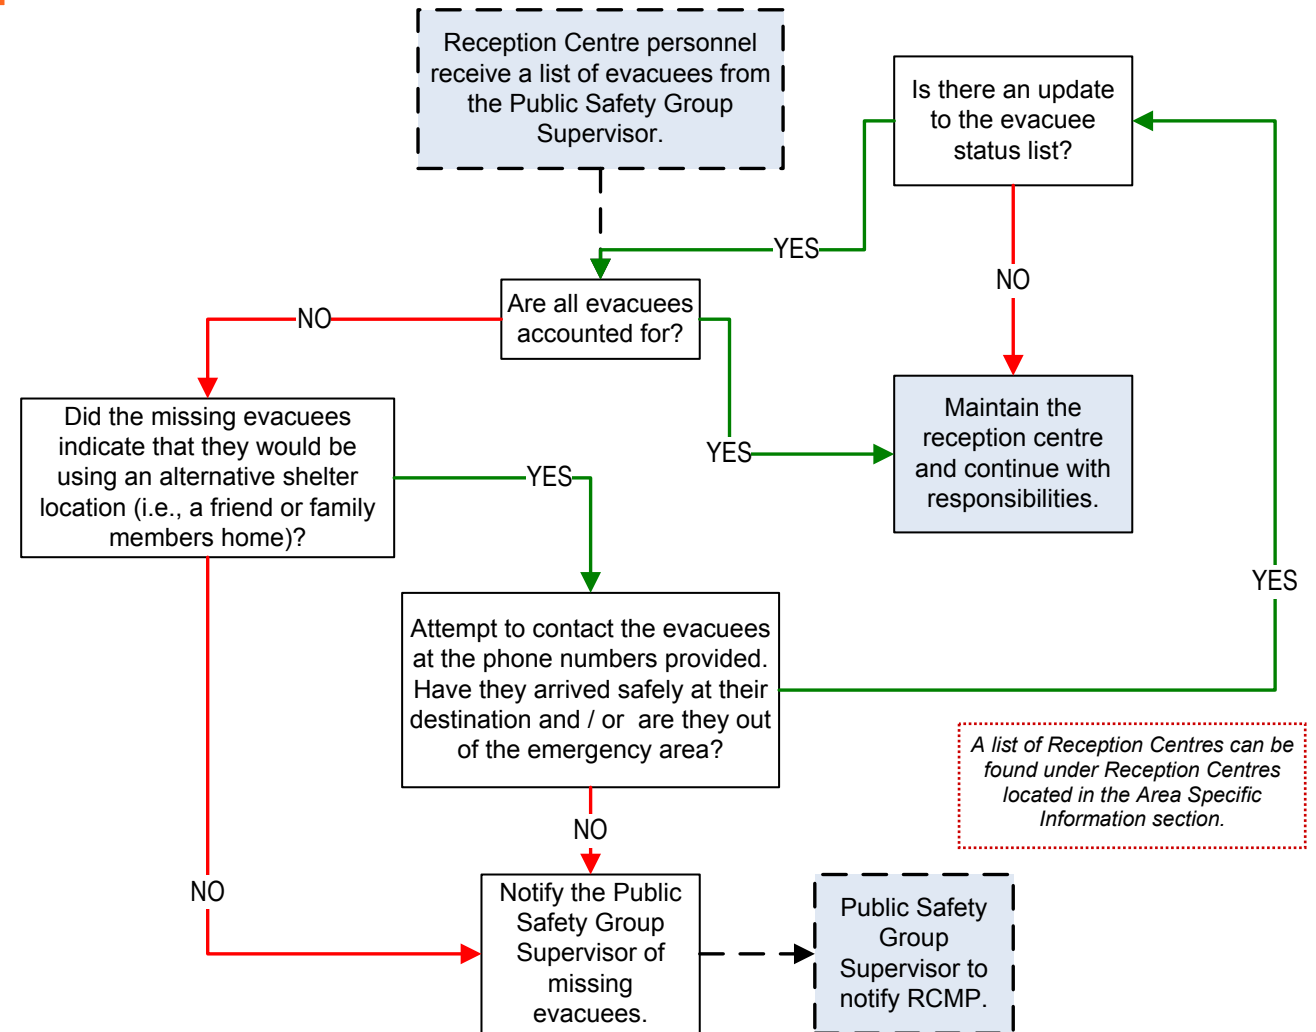 Reception Centre personnel
receive a list of evacuees from
the Public Safety Group
Supervisor.
Is there an update
to the evacuee
status list?
YES
NO
Are all evacuees
accounted for?
NO
YES
Maintain the
reception centre
and continue with
responsibilities.
Did the missing evacuees
indicate that they would be
using an alternative shelter
location (i.e., a friend or family
members home)?
YES
YES
Attempt to contact the evacuees
at the phone numbers provided.
Have they arrived safely at their
destination and / or are they out
of the emergency area?
A list of Reception Centres can be
found under Reception Centres
located in the Area Specific
Information section.
NO
NO
Notify the Public
Safety Group
Supervisor of
missing
evacuees.
Public Safety
Group
Supervisor to
notify RCMP.